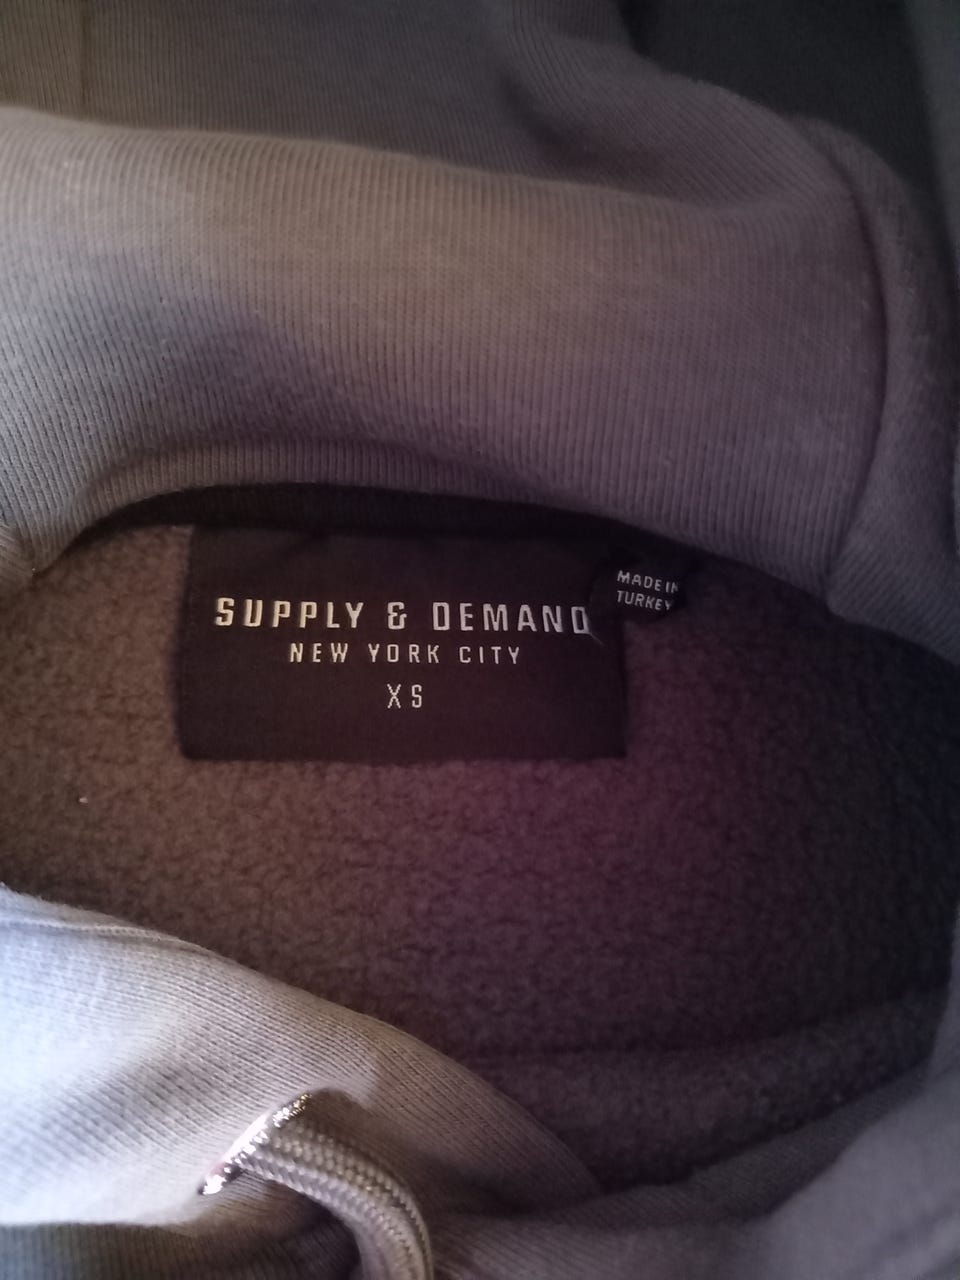 SUPPLY & DEMAND
NEW YORK CITY
XS
MADE IN
TURKEY